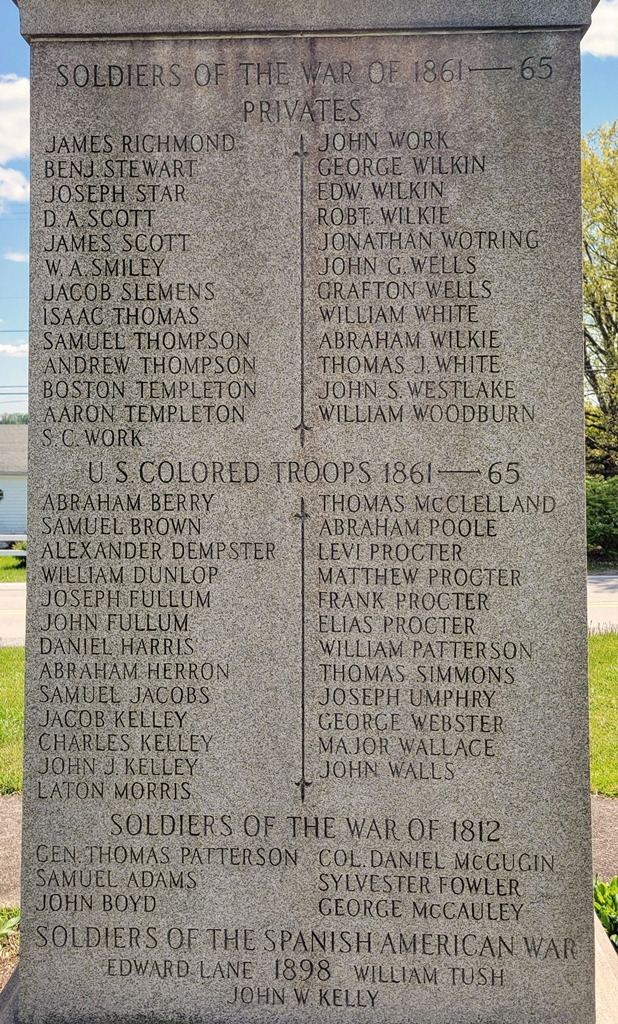 SOLDIERS OF THE WAR OF 1861—65
PRIVATES
JAMES RICHMOND
BENJ. STEWART
JOSEPH STAR
D. A. SCOTT
JAMES SCOTT
W. A. SMILEY
JACOB SLEMENS
ISAAC THOMAS
SAMUEL THOMPSON
ANDREW THOMPSON
BOSTON TEMPLETON
AARON TEMPLETON
S. C. WORK
JOHN WORK
GEORGE WILKIN
EDW. WILKIN
ROBT. WILKIE
JONATHAN WOTRING
JOHN G. WELLS
GRAFTON WELLS
WILLIAM WHITE
ABRAHAM WILKIE
THOMAS J. WHITE
JOHN S. WESTLAKE
WILLIAM WOODBURN
U. S. COLORED TROOPS 1861—65
ABRAHAM BERRY
SAMUEL BROWN
ALEXANDER DEMPSTER
WILLIAM DUNLOP
JOSEPH FULLUM
JOHN FULLUM
DANIEL HARRIS
ABRAHAM HERRON
SAMUEL JACOBS
JACOB KELLEY
CHARLES KELLEY
JOHN J. KELLEY
LATON MORRIS
THOMAS McCLELLAND
ABRAHAM POOLE
LEVI PROCTER
MATTHEW PROCTER
FRANK PROCTER
ELIAS PROCTER
WILLIAM PATTERSON
THOMAS SIMMONS
JOSEPH UMPHRY
GEORGE WEBSTER
MAJOR WALLACE
JOHN WALLS
SOLDIERS OF THE WAR OF 1812
GEN. THOMAS PATTERSON
SAMUEL ADAMS
JOHN BOYD
COL. DANIEL McGUGIN
SYLVESTER FOWLER
GEORGE McCAULEY
SOLDIERS OF THE SPANISH AMERICAN WAR
EDWARD LANE 1898 WILLIAM TUSH
JOHN W. KELLY